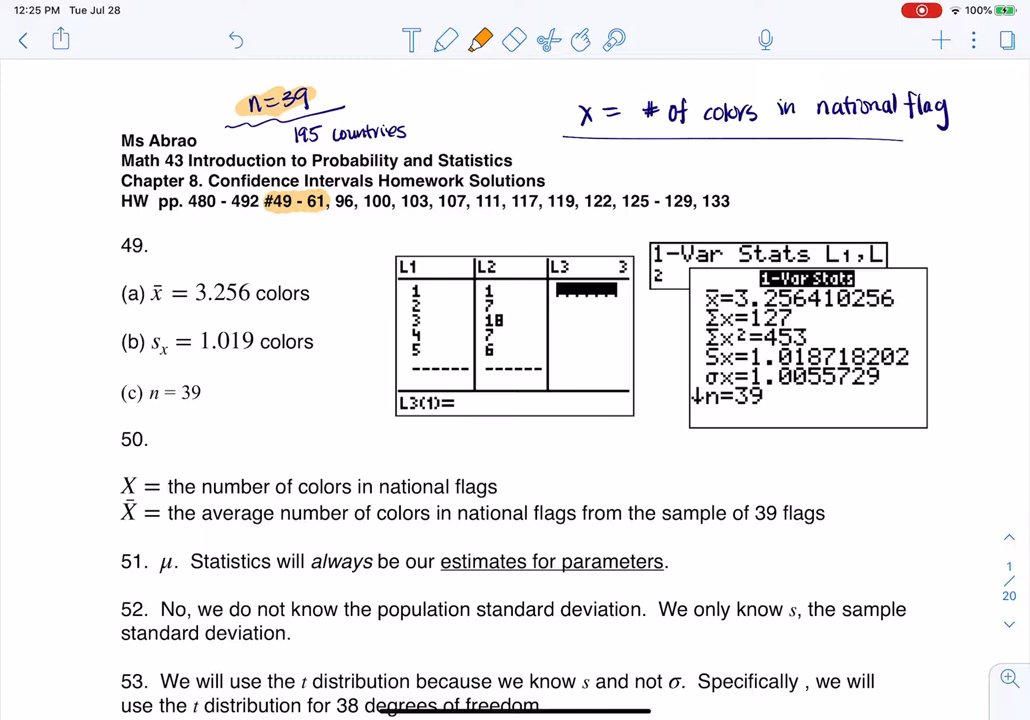 12:25 PM Tue Jul 28
100%
n=39
195 countries
x = # of colors in national flag
Ms Abrao
Math 43 Introduction to Probability and Statistics
Chapter 8. Confidence Intervals Homework Solutions
HW pp. 480 - 492 #49 - 61, 96, 100, 103, 107, 111, 117, 119, 122, 125 - 129, 133
49.
(a) x̄ = 3.256 colors
(b) sₓ = 1.019 colors
(c) n = 39
L1 L2 L3 3
1 1
2 7
3 18
4 7
5 6
------ ------
L3(1)=
1-Var Stats L₁,L
2
1-Var Stats
x̄=3.256410256
Σx=127
Σx²=453
Sx=1.018718202
σx=1.0055729
↓n=39
50.
X = the number of colors in national flags
X̄ = the average number of colors in national flags from the sample of 39 flags
51. μ. Statistics will always be our estimates for parameters.
52. No, we do not know the population standard deviation. We only know s, the sample
standard deviation.
53. We will use the t distribution because we know s and not σ. Specifically , we will
use the t distribution for 38 degrees of freedom.
1
/
20